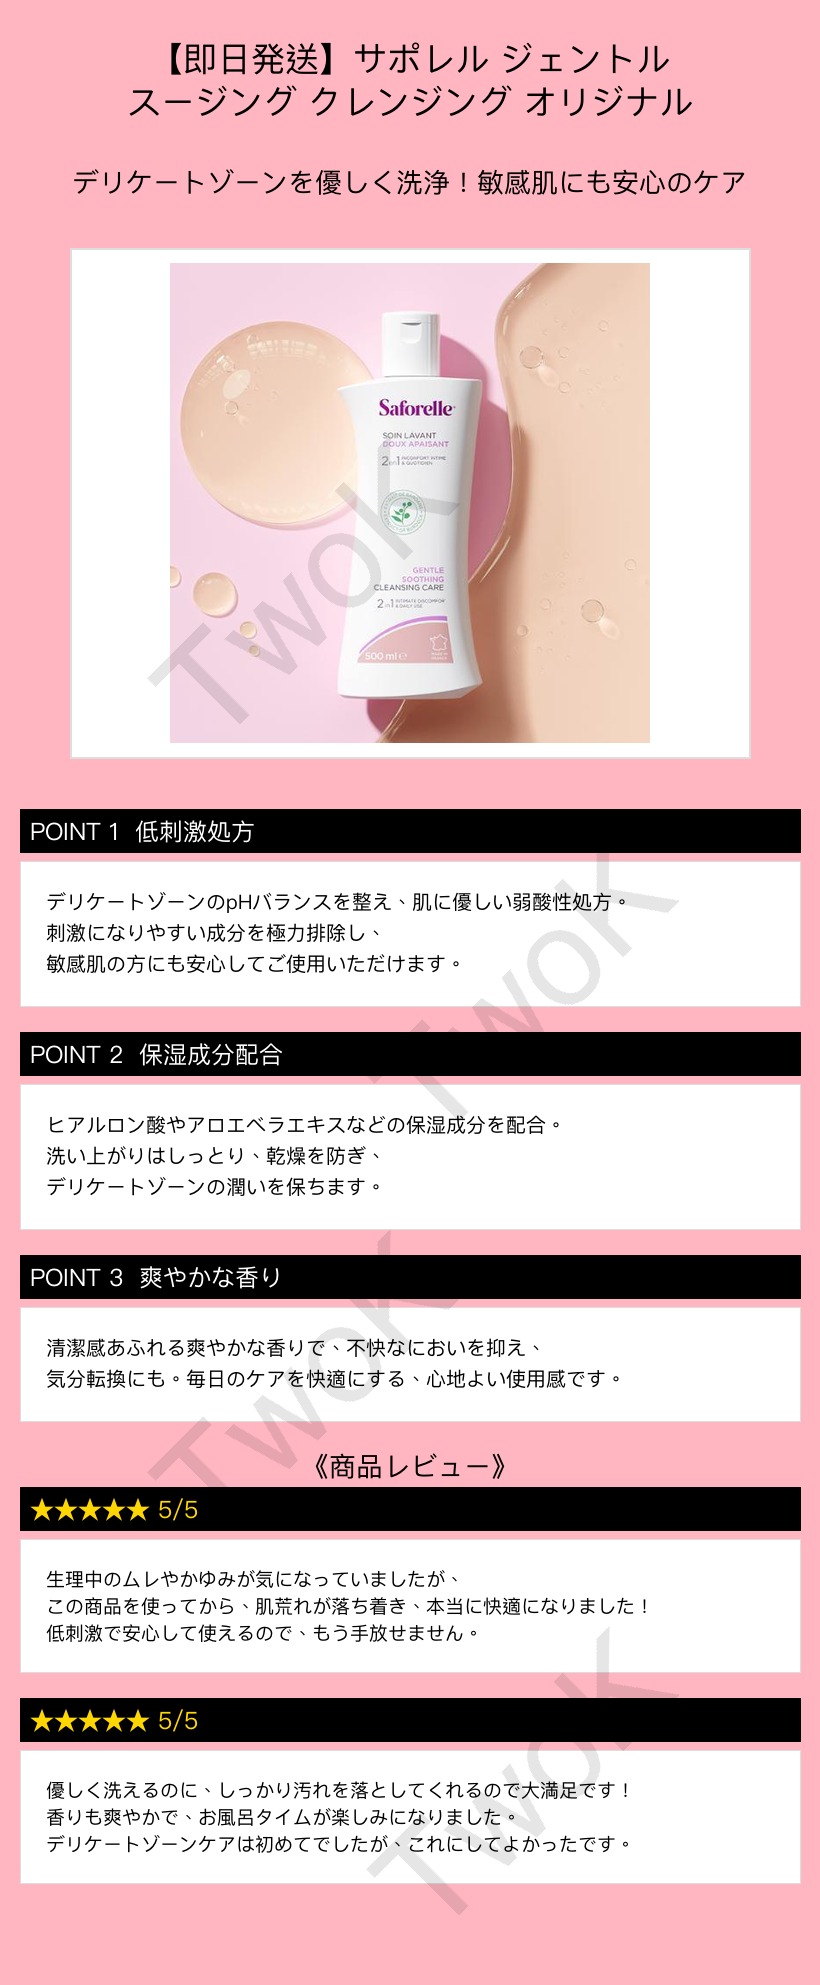 【即日発送】サポレル ジェントル
スージング クレンジング オリジナル
デリケートゾーンを優しく洗浄！敏感肌にも安心のケア
Saforelle
SOIN LAVANT
DOUX APAISANT
2en1 INCONFORT INTIME
& QUOTIDIEN
GENTLE
SOOTHING
CLEANSING CARE
2in1 INTIMATE DISCOMFORT
& DAILY USE
500 ml e
TwoK
POINT 1 低刺激処方
デリケートゾーンのpHバランスを整え、肌に優しい弱酸性処方。
刺激になりやすい成分を極力排除し、
敏感肌の方にも安心してご使用いただけます。
TwoK
POINT 2 保湿成分配合
ヒアルロン酸やアロエベラエキスなどの保湿成分を配合。
洗い上がりはしっとり、乾燥を防ぎ、
デリケートゾーンの潤いを保ちます。
POINT 3 爽やかな香り
清潔感あふれる爽やかな香りで、不快なにおいを抑え、
気分転換にも。毎日のケアを快適にする、心地よい使用感です。
TwoK
《商品レビュー》
★★★★★ 5/5
生理中のムレやかゆみが気になっていましたが、
この商品を使ってから、肌荒れが落ち着き、本当に快適になりました！
低刺激で安心して使えるので、もう手放せません。
★★★★★ 5/5
優しく洗えるのに、しっかり汚れを落としてくれるので大満足です！
香りも爽やかで、お風呂タイムが楽しみになりました。
デリケートゾーンケアは初めてでしたが、これにしてよかったです。
TwoK